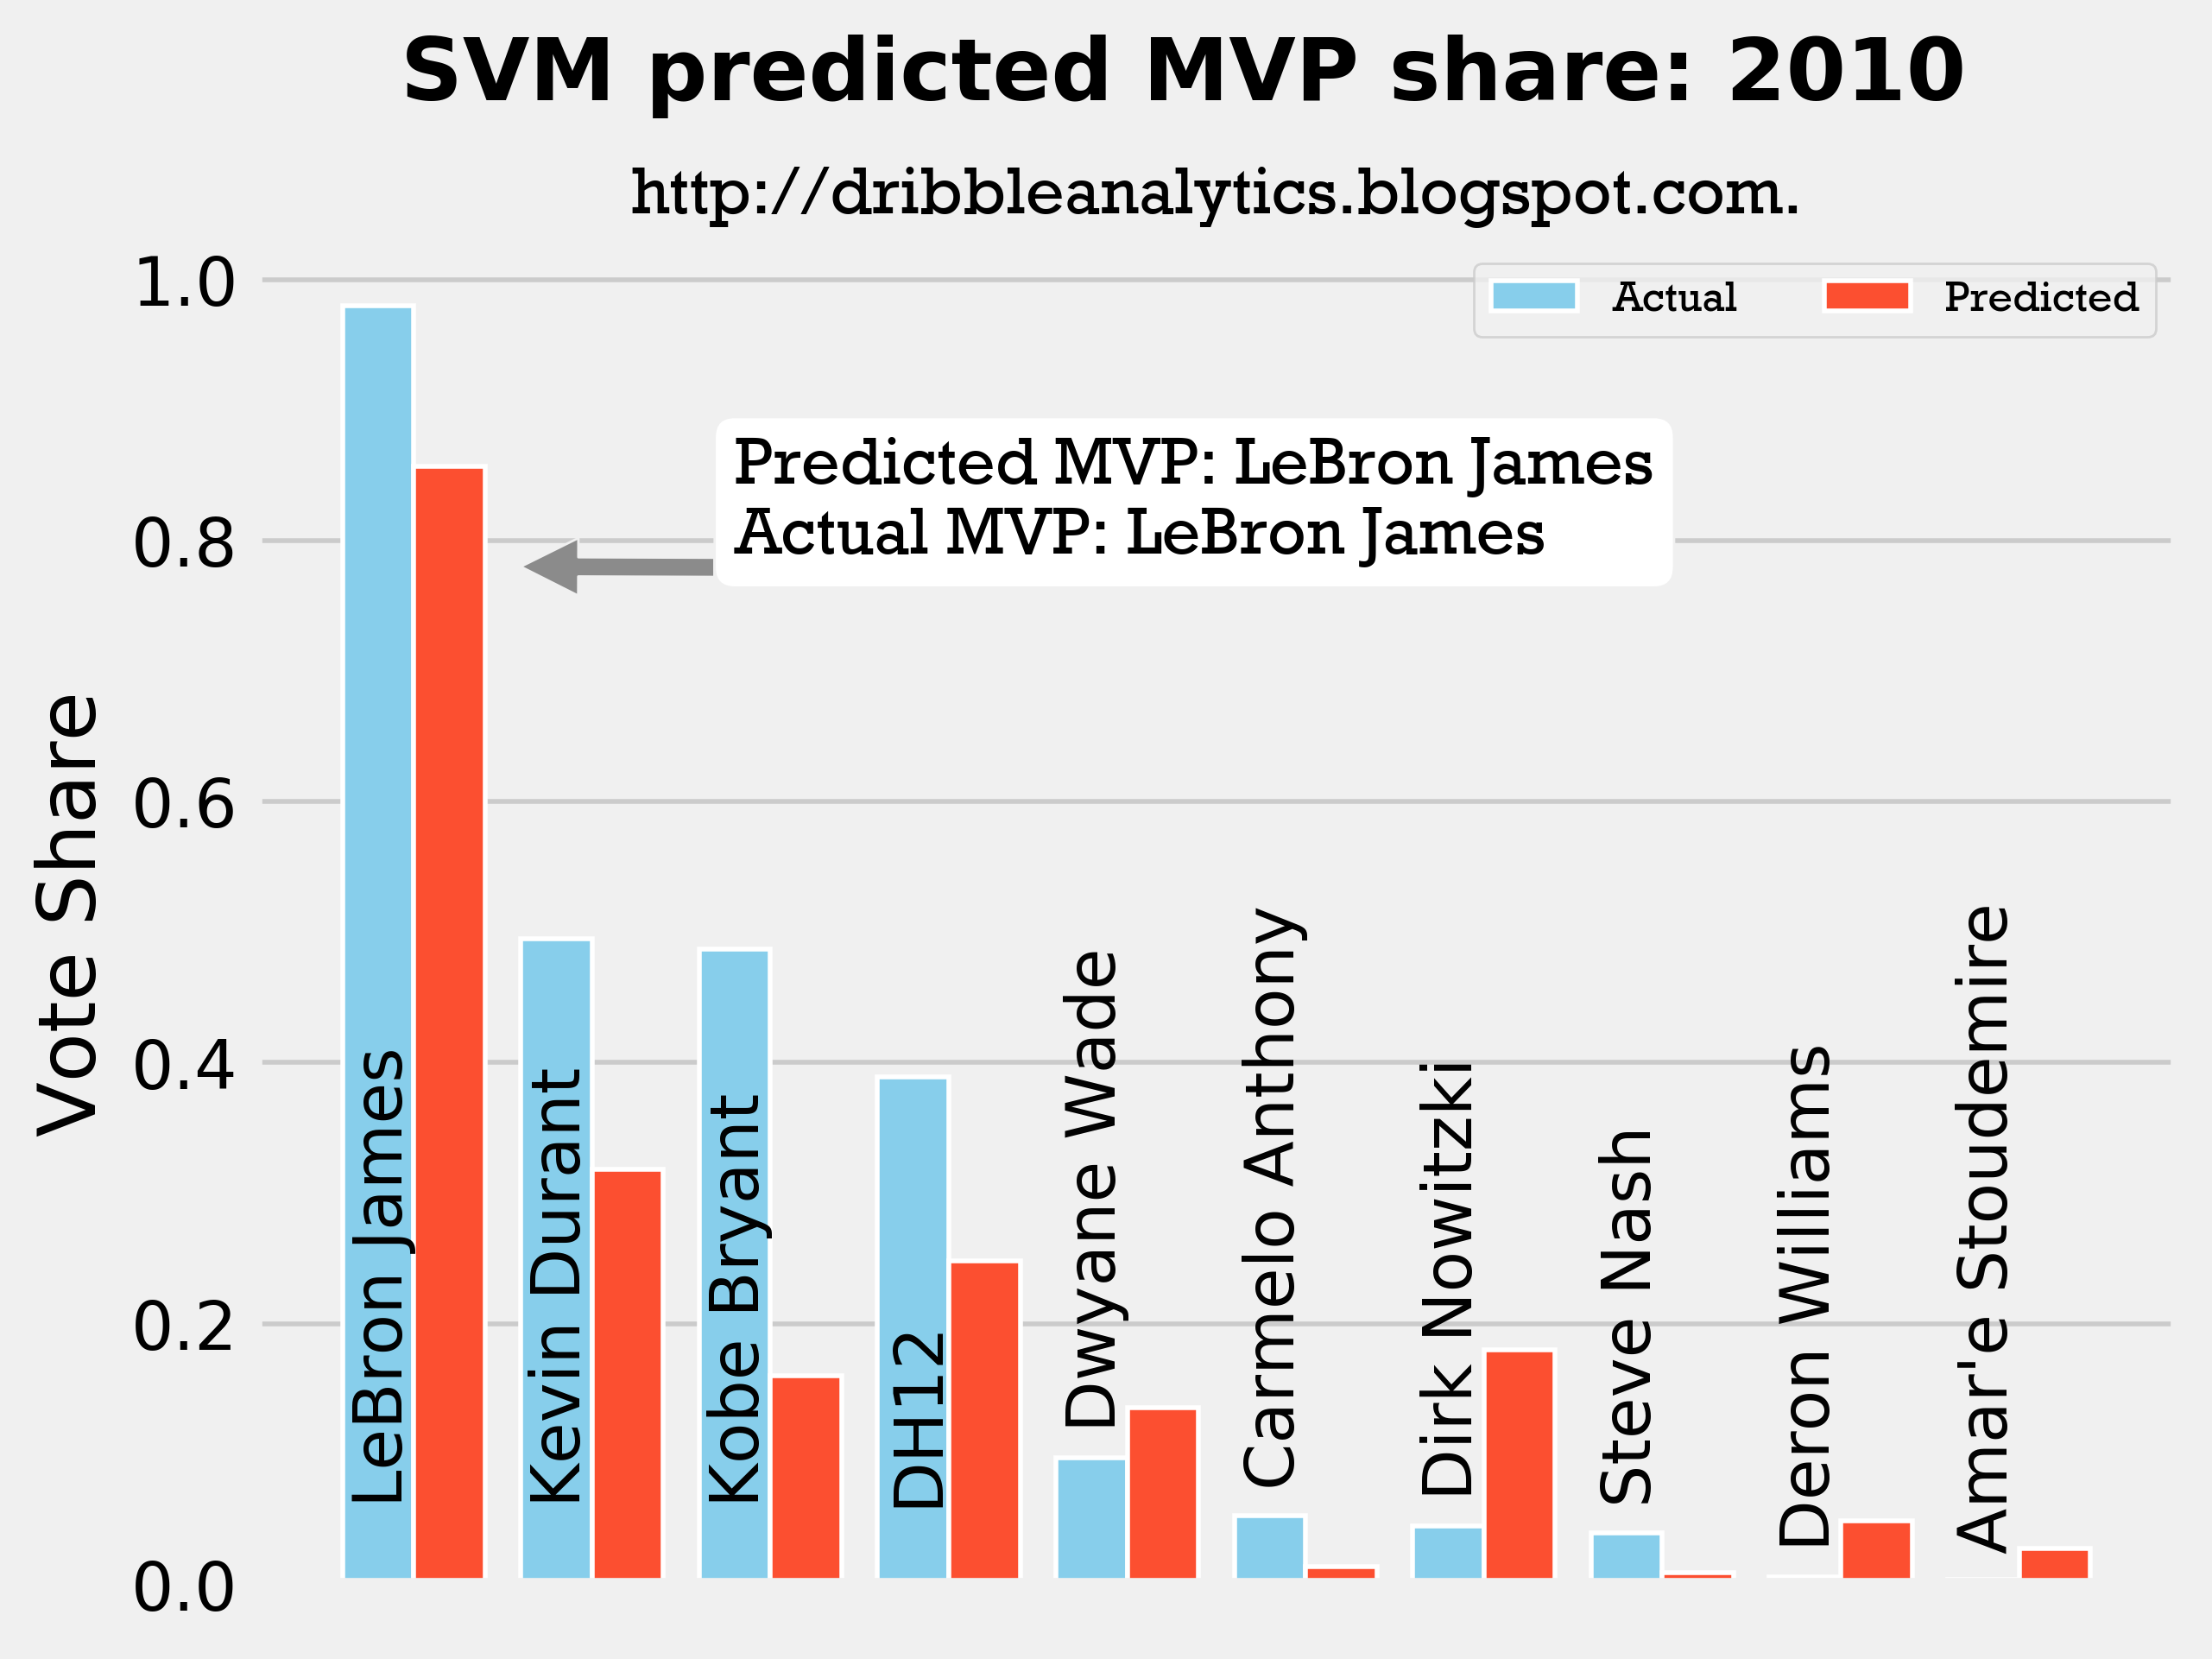 SVM predicted MVP share: 2010
http://dribbleanalytics.blogspot.com.
Actual
Predicted
Predicted MVP: LeBron James
Actual MVP: LeBron James
Vote Share
1.0
0.8
0.6
0.4
0.2
0.0
LeBron James
Kevin Durant
Kobe Bryant
DH12
Dwyane Wade
Carmelo Anthony
Dirk Nowitzki
Steve Nash
Deron Williams
Amar'e Stoudemire